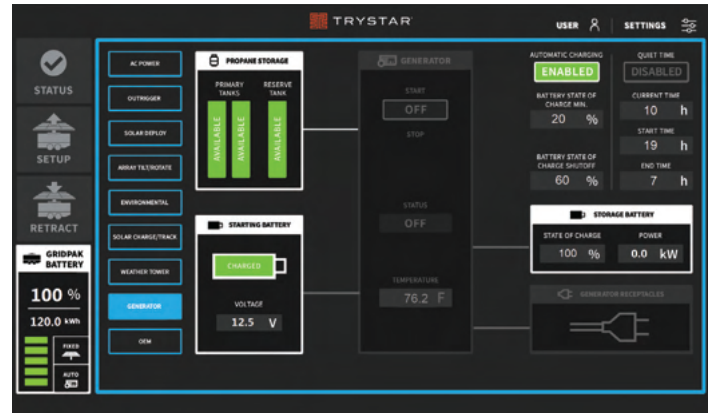 TRYSTAR
USER
SETTINGS
STATUS
SETUP
RETRACT
GRIDPAK
BATTERY
100 %
120.0 kWh
FIXED
AUTO
AC POWER
OUTRIGGER
SOLAR DEPLOY
ARRAY TILT/ROTATE
ENVIRONMENTAL
SOLAR CHARGE/TRACK
WEATHER TOWER
GENERATOR
OEM
PROPANE STORAGE
PRIMARY
TANKS
RESERVE
TANK
AVAILABLE
AVAILABLE
AVAILABLE
STARTING BATTERY
CHARGED
VOLTAGE
12.5 V
GENERATOR
START
OFF
STOP
STATUS
OFF
TEMPERATURE
76.2 F
AUTOMATIC CHARGING
ENABLED
BATTERY STATE OF
CHARGE MIN.
20 %
BATTERY STATE OF
CHARGE SHUTOFF
60 %
QUIET TIME
DISABLED
CURRENT TIME
10 h
START TIME
19 h
END TIME
7 h
STORAGE BATTERY
STATE OF CHARGE
100 %
POWER
0.0 kW
GENERATOR RECEPTACLES